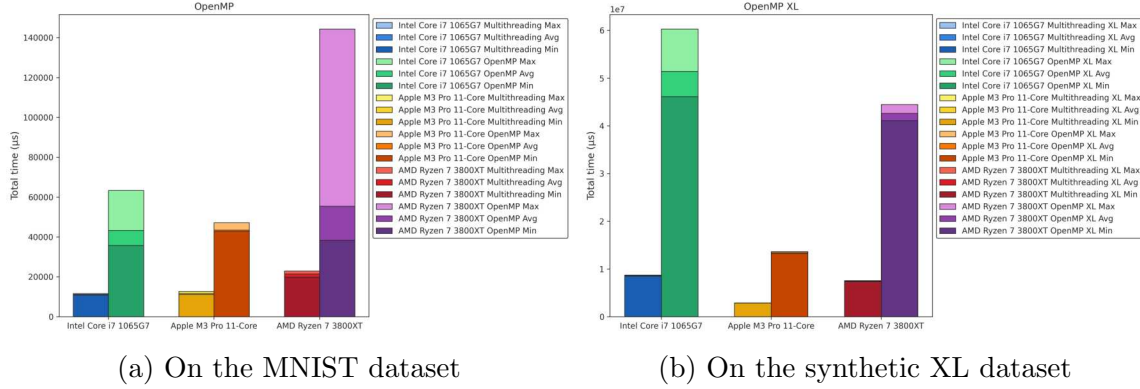 OpenMP
Total time (µs)
140000
120000
100000
80000
60000
40000
20000
0
Intel Core i7 1065G7
Apple M3 Pro 11-Core
AMD Ryzen 7 3800XT
Intel Core i7 1065G7 Multithreading Max
Intel Core i7 1065G7 Multithreading Avg
Intel Core i7 1065G7 Multithreading Min
Intel Core i7 1065G7 OpenMP Max
Intel Core i7 1065G7 OpenMP Avg
Intel Core i7 1065G7 OpenMP Min
Apple M3 Pro 11-Core Multithreading Max
Apple M3 Pro 11-Core Multithreading Avg
Apple M3 Pro 11-Core Multithreading Min
Apple M3 Pro 11-Core OpenMP Max
Apple M3 Pro 11-Core OpenMP Avg
Apple M3 Pro 11-Core OpenMP Min
AMD Ryzen 7 3800XT Multithreading Max
AMD Ryzen 7 3800XT Multithreading Avg
AMD Ryzen 7 3800XT Multithreading Min
AMD Ryzen 7 3800XT OpenMP Max
AMD Ryzen 7 3800XT OpenMP Avg
AMD Ryzen 7 3800XT OpenMP Min
(a) On the MNIST dataset
OpenMP XL
1e7
Total time (µs)
6
5
4
3
2
1
0
Intel Core i7 1065G7
Apple M3 Pro 11-Core
AMD Ryzen 7 3800XT
Intel Core i7 1065G7 Multithreading XL Max
Intel Core i7 1065G7 Multithreading XL Avg
Intel Core i7 1065G7 Multithreading XL Min
Intel Core i7 1065G7 OpenMP XL Max
Intel Core i7 1065G7 OpenMP XL Avg
Intel Core i7 1065G7 OpenMP XL Min
Apple M3 Pro 11-Core Multithreading XL Max
Apple M3 Pro 11-Core Multithreading XL Avg
Apple M3 Pro 11-Core Multithreading XL Min
Apple M3 Pro 11-Core OpenMP XL Max
Apple M3 Pro 11-Core OpenMP XL Avg
Apple M3 Pro 11-Core OpenMP XL Min
AMD Ryzen 7 3800XT Multithreading XL Max
AMD Ryzen 7 3800XT Multithreading XL Avg
AMD Ryzen 7 3800XT Multithreading XL Min
AMD Ryzen 7 3800XT OpenMP XL Max
AMD Ryzen 7 3800XT OpenMP XL Avg
AMD Ryzen 7 3800XT OpenMP XL Min
(b) On the synthetic XL dataset